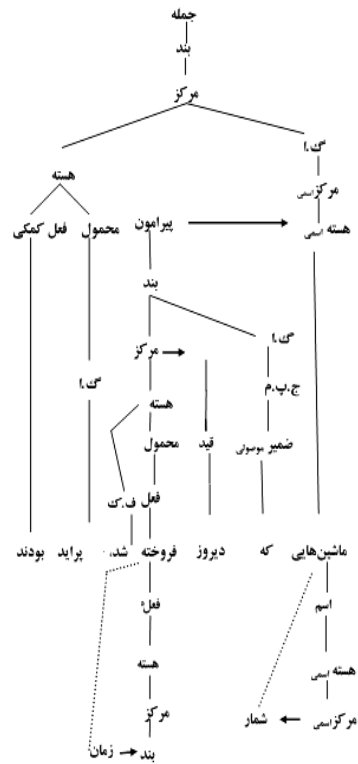 جمله
بند
مرکز
گ.ا
هسته
مرکز اسمی
هسته اسمی
پیرامون
محمول
فعل کمکی
بند
گ.ا
مرکز
ج.پ.م
گ.ا
هسته
ضمیر موصولی
قید
محمول
فعل
ف.ک
ماشین‌هایی که دیروز فروخته شد، پراید بودند
اسم
فعل
هسته اسمی
هسته
مرکز اسمی
شمار
مرکز
بند
زمان